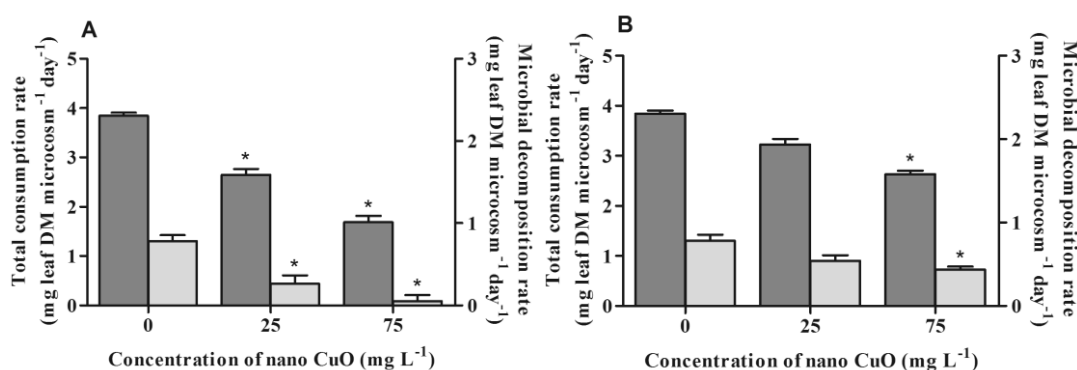 A
Total consumption rate
(mg leaf DM microcosm⁻¹ day⁻¹)
5
4
3
2
1
0
*
*
*
*
3
2
1
0
Microbial decomposition rate
(mg leaf DM microcosm⁻¹ day⁻¹)
0
25
75
Concentration of nano CuO (mg L⁻¹)
B
Total consumption rate
(mg leaf DM microcosm⁻¹ day⁻¹)
5
4
3
2
1
0
*
*
3
2
1
0
Microbial decomposition rate
(mg leaf DM microcosm⁻¹ day⁻¹)
0
25
75
Concentration of nano CuO (mg L⁻¹)